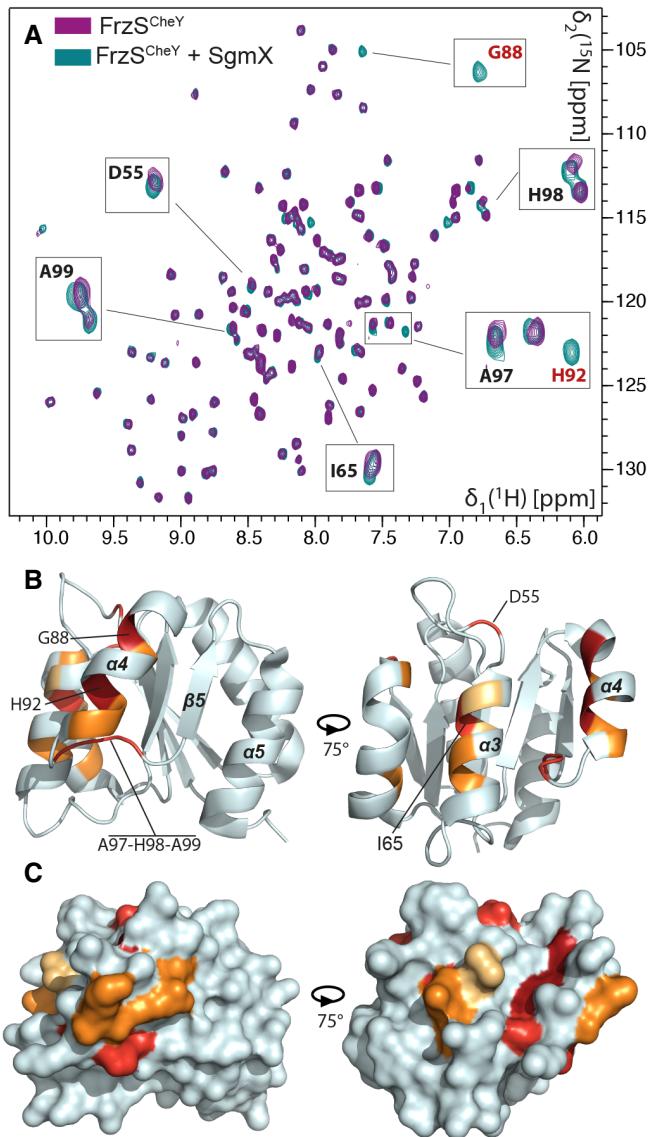 A
FrzS^CheY
FrzS^CheY + SgmX
δ₂(¹⁵N) [ppm]
G88
D55
H98
A99
A97
H92
I65
105
110
115
120
125
130
δ₁(¹H) [ppm]
10.0 9.5 9.0 8.5 8.0 7.5 7.0 6.5 6.0
B
G88
α4
H92
β5
α5
A97-H98-A99
75°
D55
α4
α3
I65
C
75°